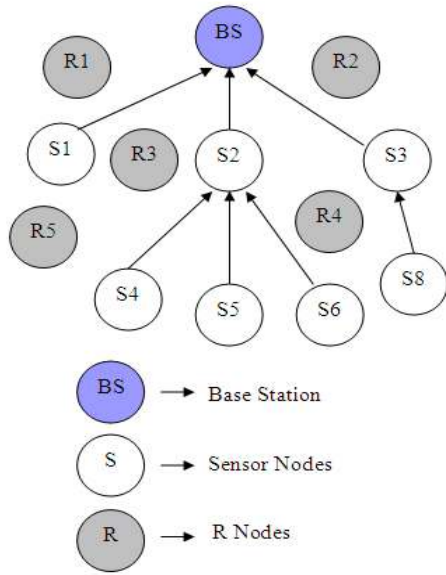 BS
R1
R2
S1
R3
S2
S3
R5
R4
S4
S5
S6
S8
BS Base Station
S Sensor Nodes
R R Nodes